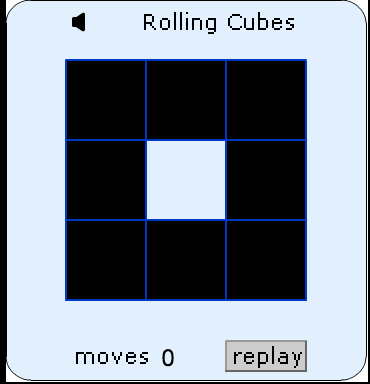 Rolling Cubes
moves 0 replay